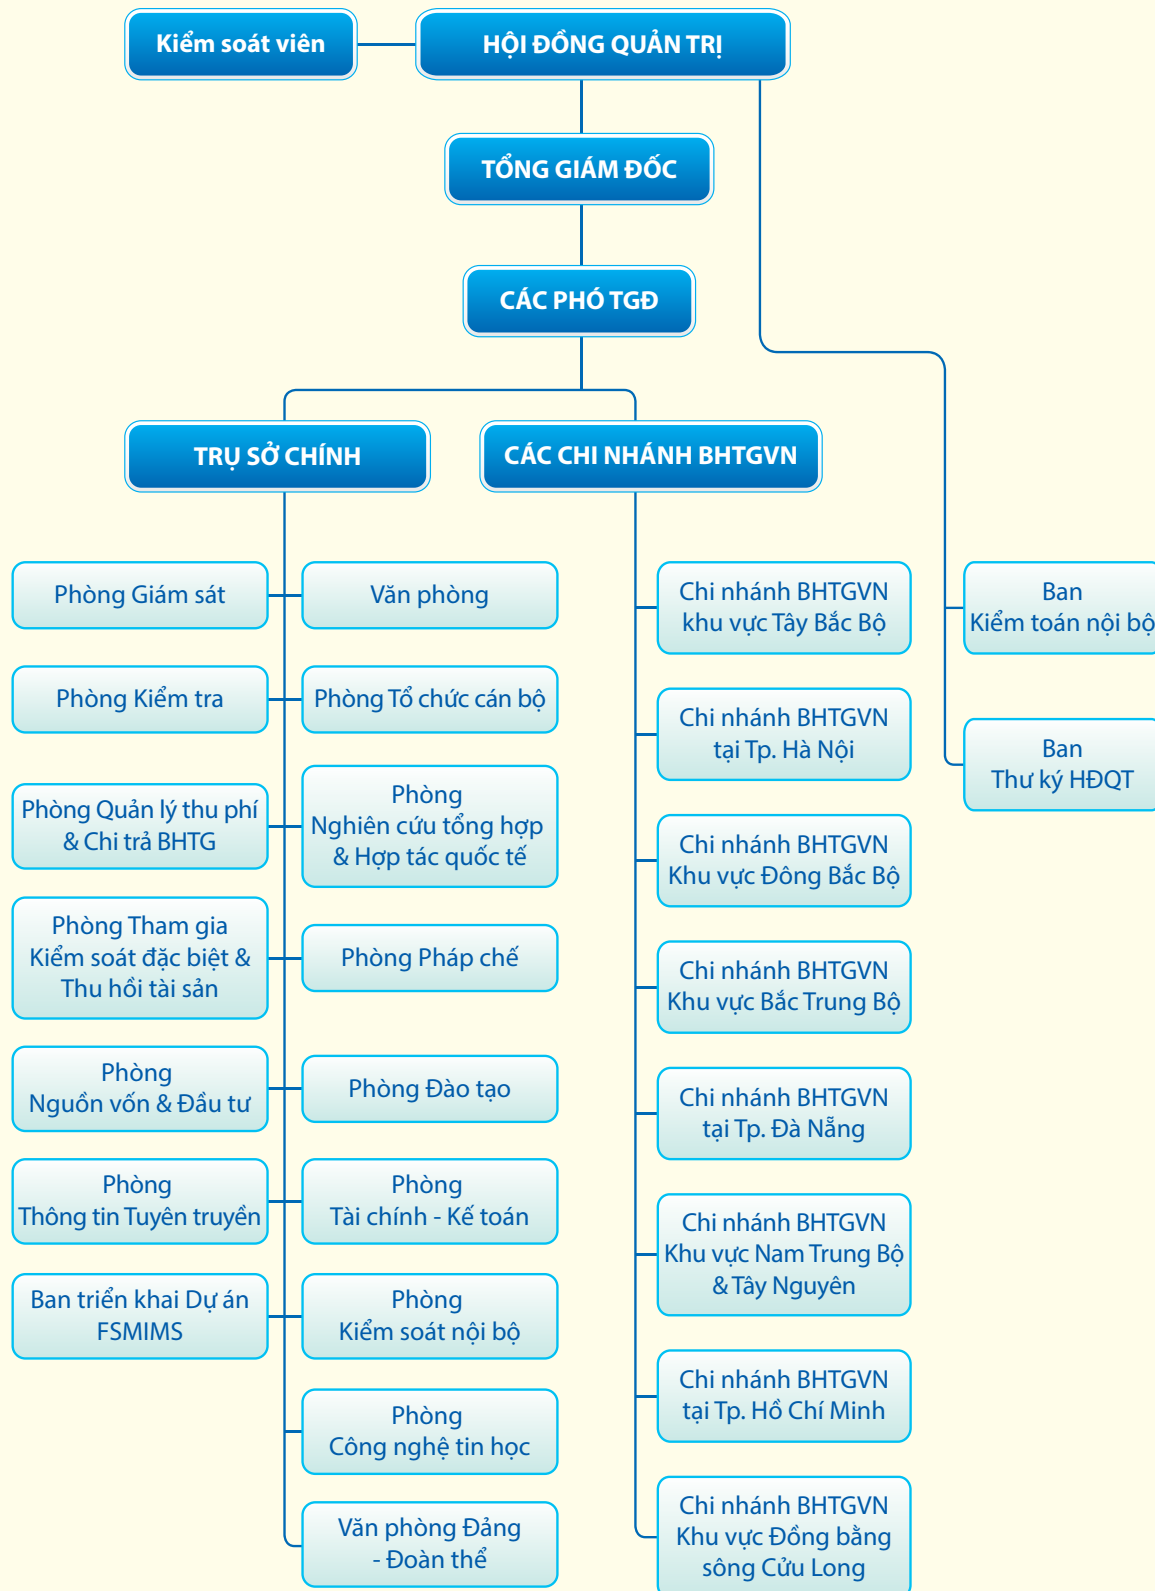 Kiểm soát viên
HỘI ĐỒNG QUẢN TRỊ
TỔNG GIÁM ĐỐC
CÁC PHÓ TGĐ
TRỤ SỞ CHÍNH
CÁC CHI NHÁNH BHTGVN
Phòng Giám sát
Phòng Kiểm tra
Phòng Quản lý thu phí
& Chi trả BHTG
Phòng Tham gia
Kiểm soát đặc biệt &
Thu hồi tài sản
Phòng
Nguồn vốn & Đầu tư
Phòng
Thông tin Tuyên truyền
Ban triển khai Dự án
FSMIMS
Văn phòng
Phòng Tổ chức cán bộ
Phòng
Nghiên cứu tổng hợp
& Hợp tác quốc tế
Phòng Pháp chế
Phòng Đào tạo
Phòng
Tài chính - Kế toán
Phòng
Kiểm soát nội bộ
Phòng
Công nghệ tin học
Văn phòng Đảng
- Đoàn thể
Chi nhánh BHTGVN
khu vực Tây Bắc Bộ
Chi nhánh BHTGVN
tại Tp. Hà Nội
Chi nhánh BHTGVN
Khu vực Đông Bắc Bộ
Chi nhánh BHTGVN
Khu vực Bắc Trung Bộ
Chi nhánh BHTGVN
tại Tp. Đà Nẵng
Chi nhánh BHTGVN
Khu vực Nam Trung Bộ
& Tây Nguyên
Chi nhánh BHTGVN
tại Tp. Hồ Chí Minh
Chi nhánh BHTGVN
Khu vực Đồng bằng
sông Cửu Long
Ban
Kiểm toán nội bộ
Ban
Thư ký HĐQT